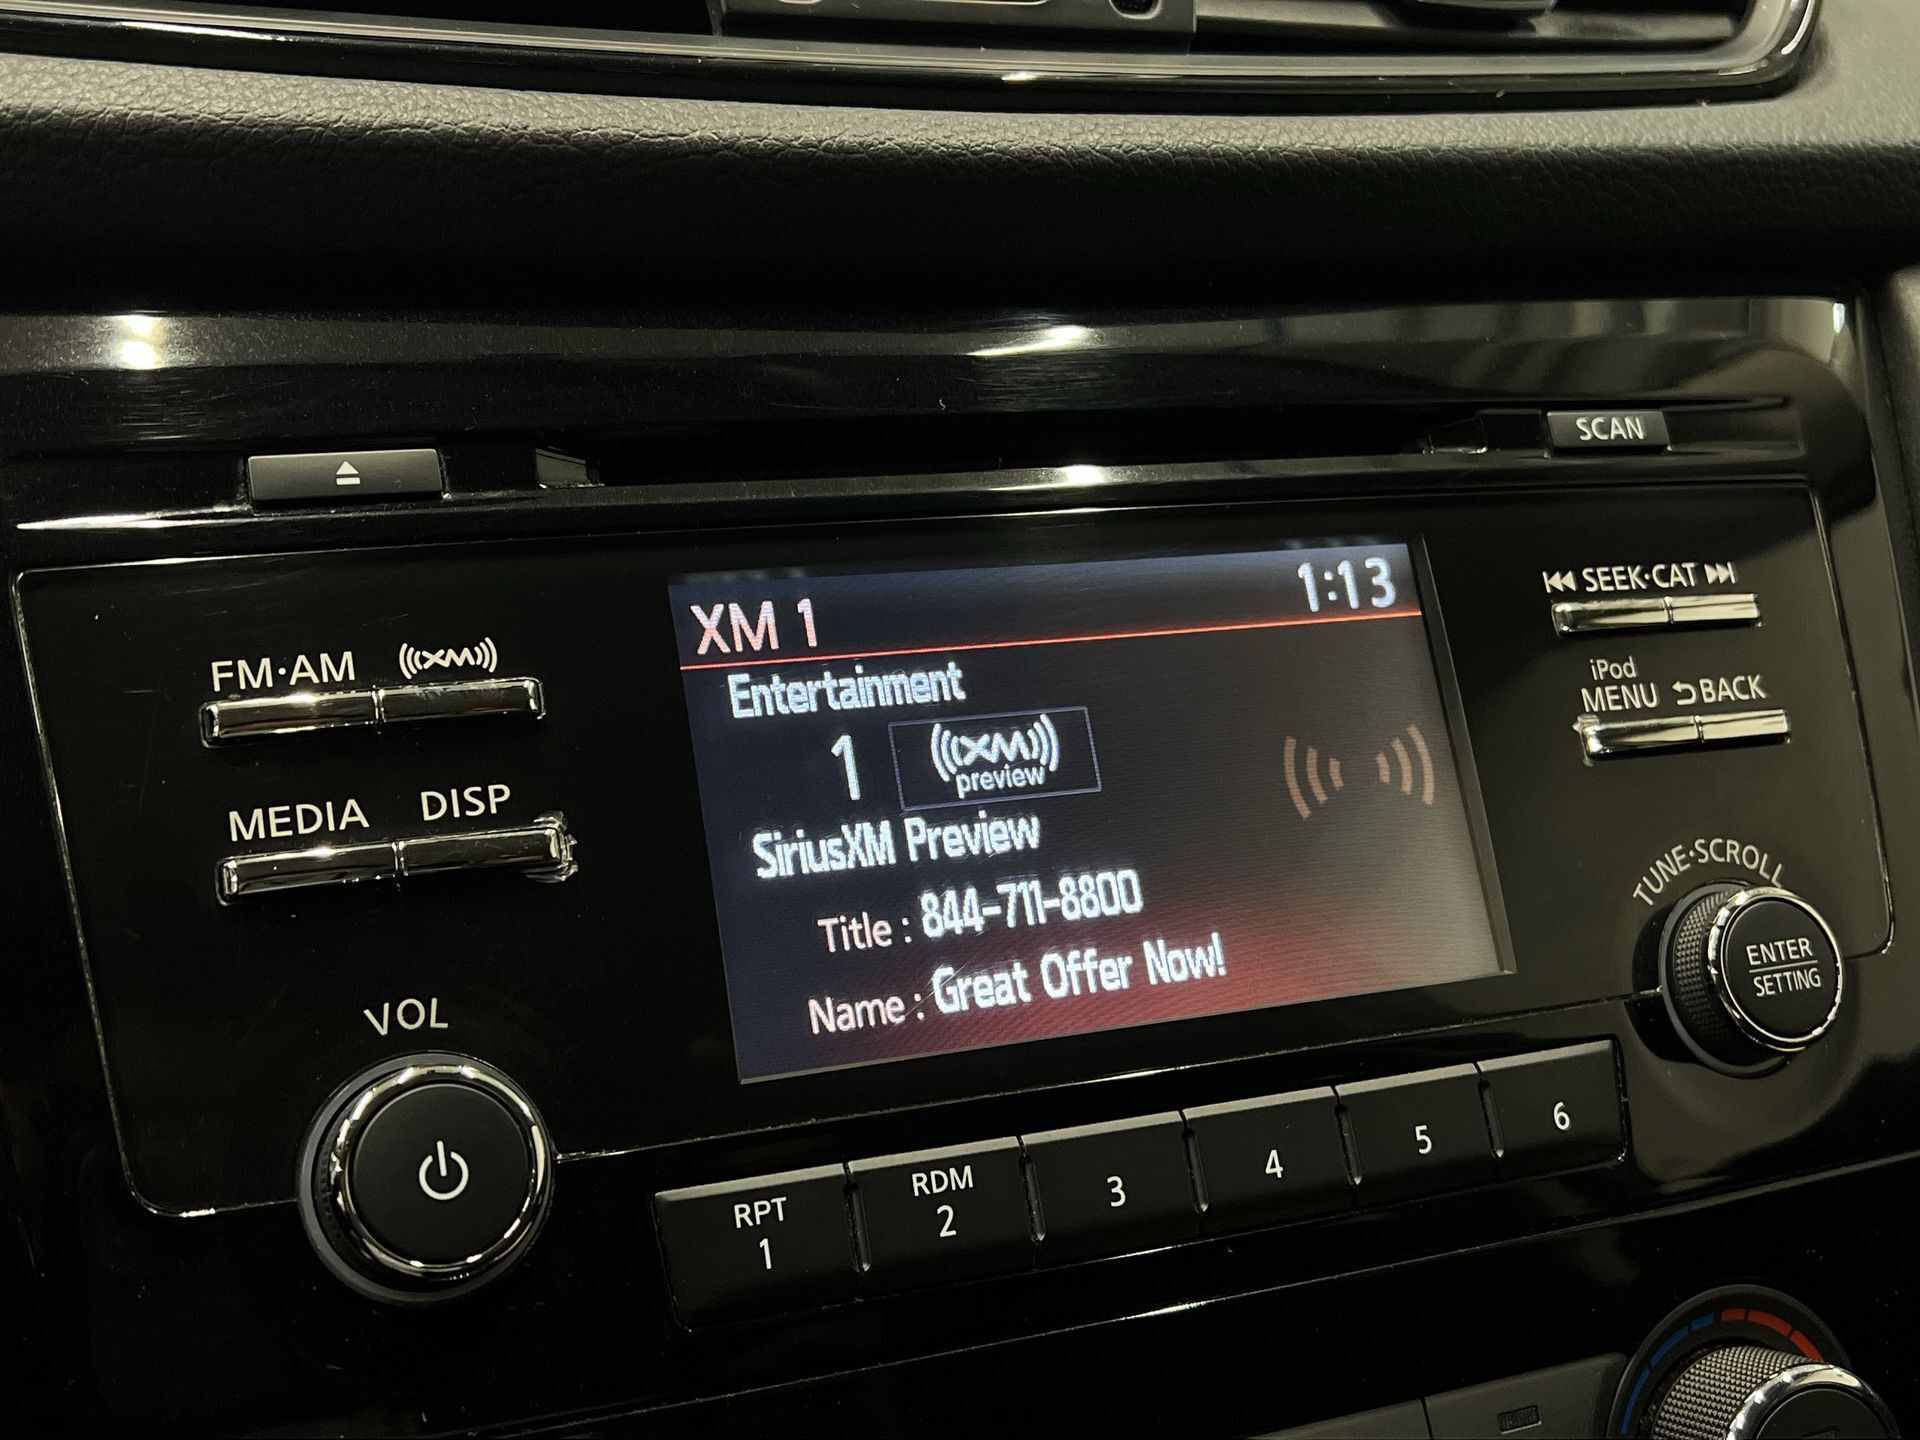 SCAN
XM 1 1:13
Entertainment
1 ((XM)) preview
SiriusXM Preview
Title : 844-711-8800
Name : Great Offer Now!
FM·AM ((XM))
MEDIA DISP
VOL
SEEK·CAT
iPod
MENU BACK
TUNE·SCROLL
ENTER
SETTING
RPT
1
RDM
2
3
4
5
6